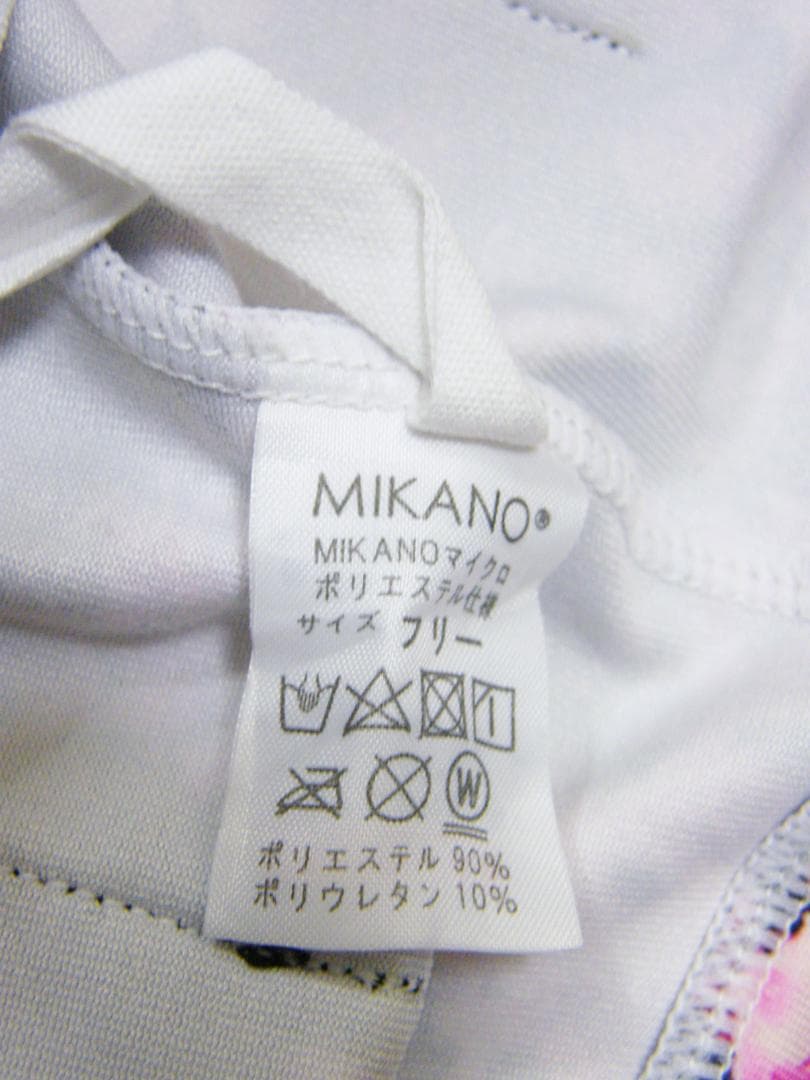 MIKANO®
MIKANOマイクロ
ポリエステル仕様
サイズ フリー
W
ポリエステル 90%
ポリウレタン 10%